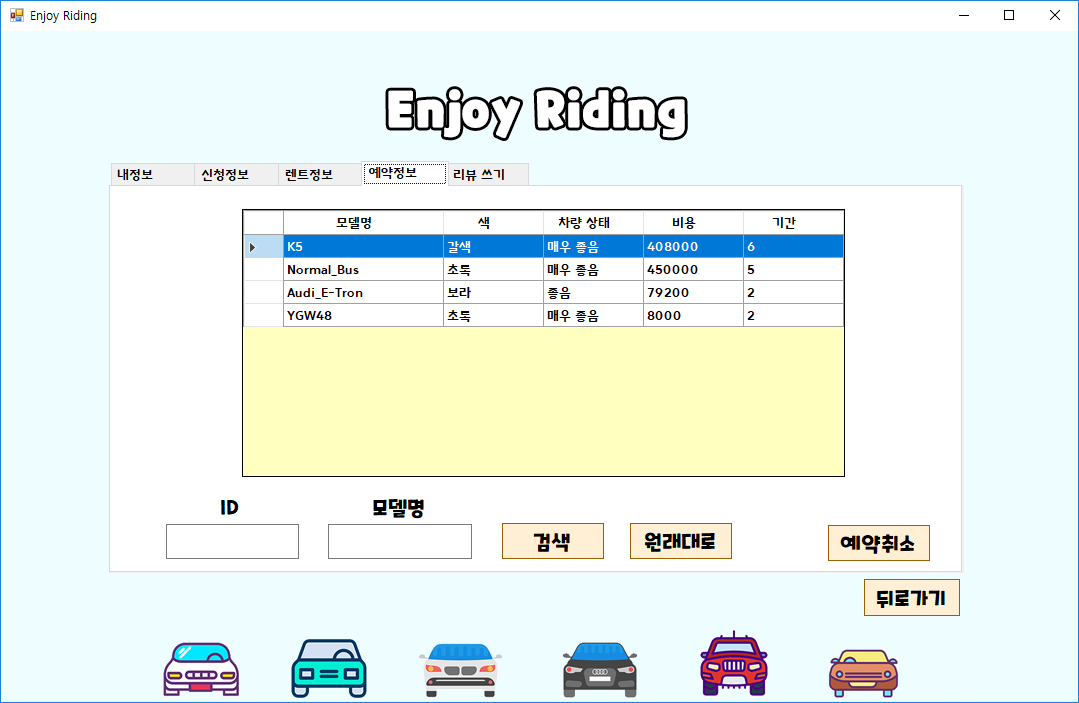 Enjoy Riding
Enjoy Riding
내정보 신청정보 렌트정보 예약정보 리뷰 쓰기
모델명 색 차량 상태 비용 기간
K5 갈색 매우 좋음 408000 6
Normal_Bus 초록 매우 좋음 450000 5
Audi_E-Tron 보라 좋음 79200 2
YGW48 초록 매우 좋음 8000 2
ID 모델명
검색 원래대로 예약취소
뒤로가기